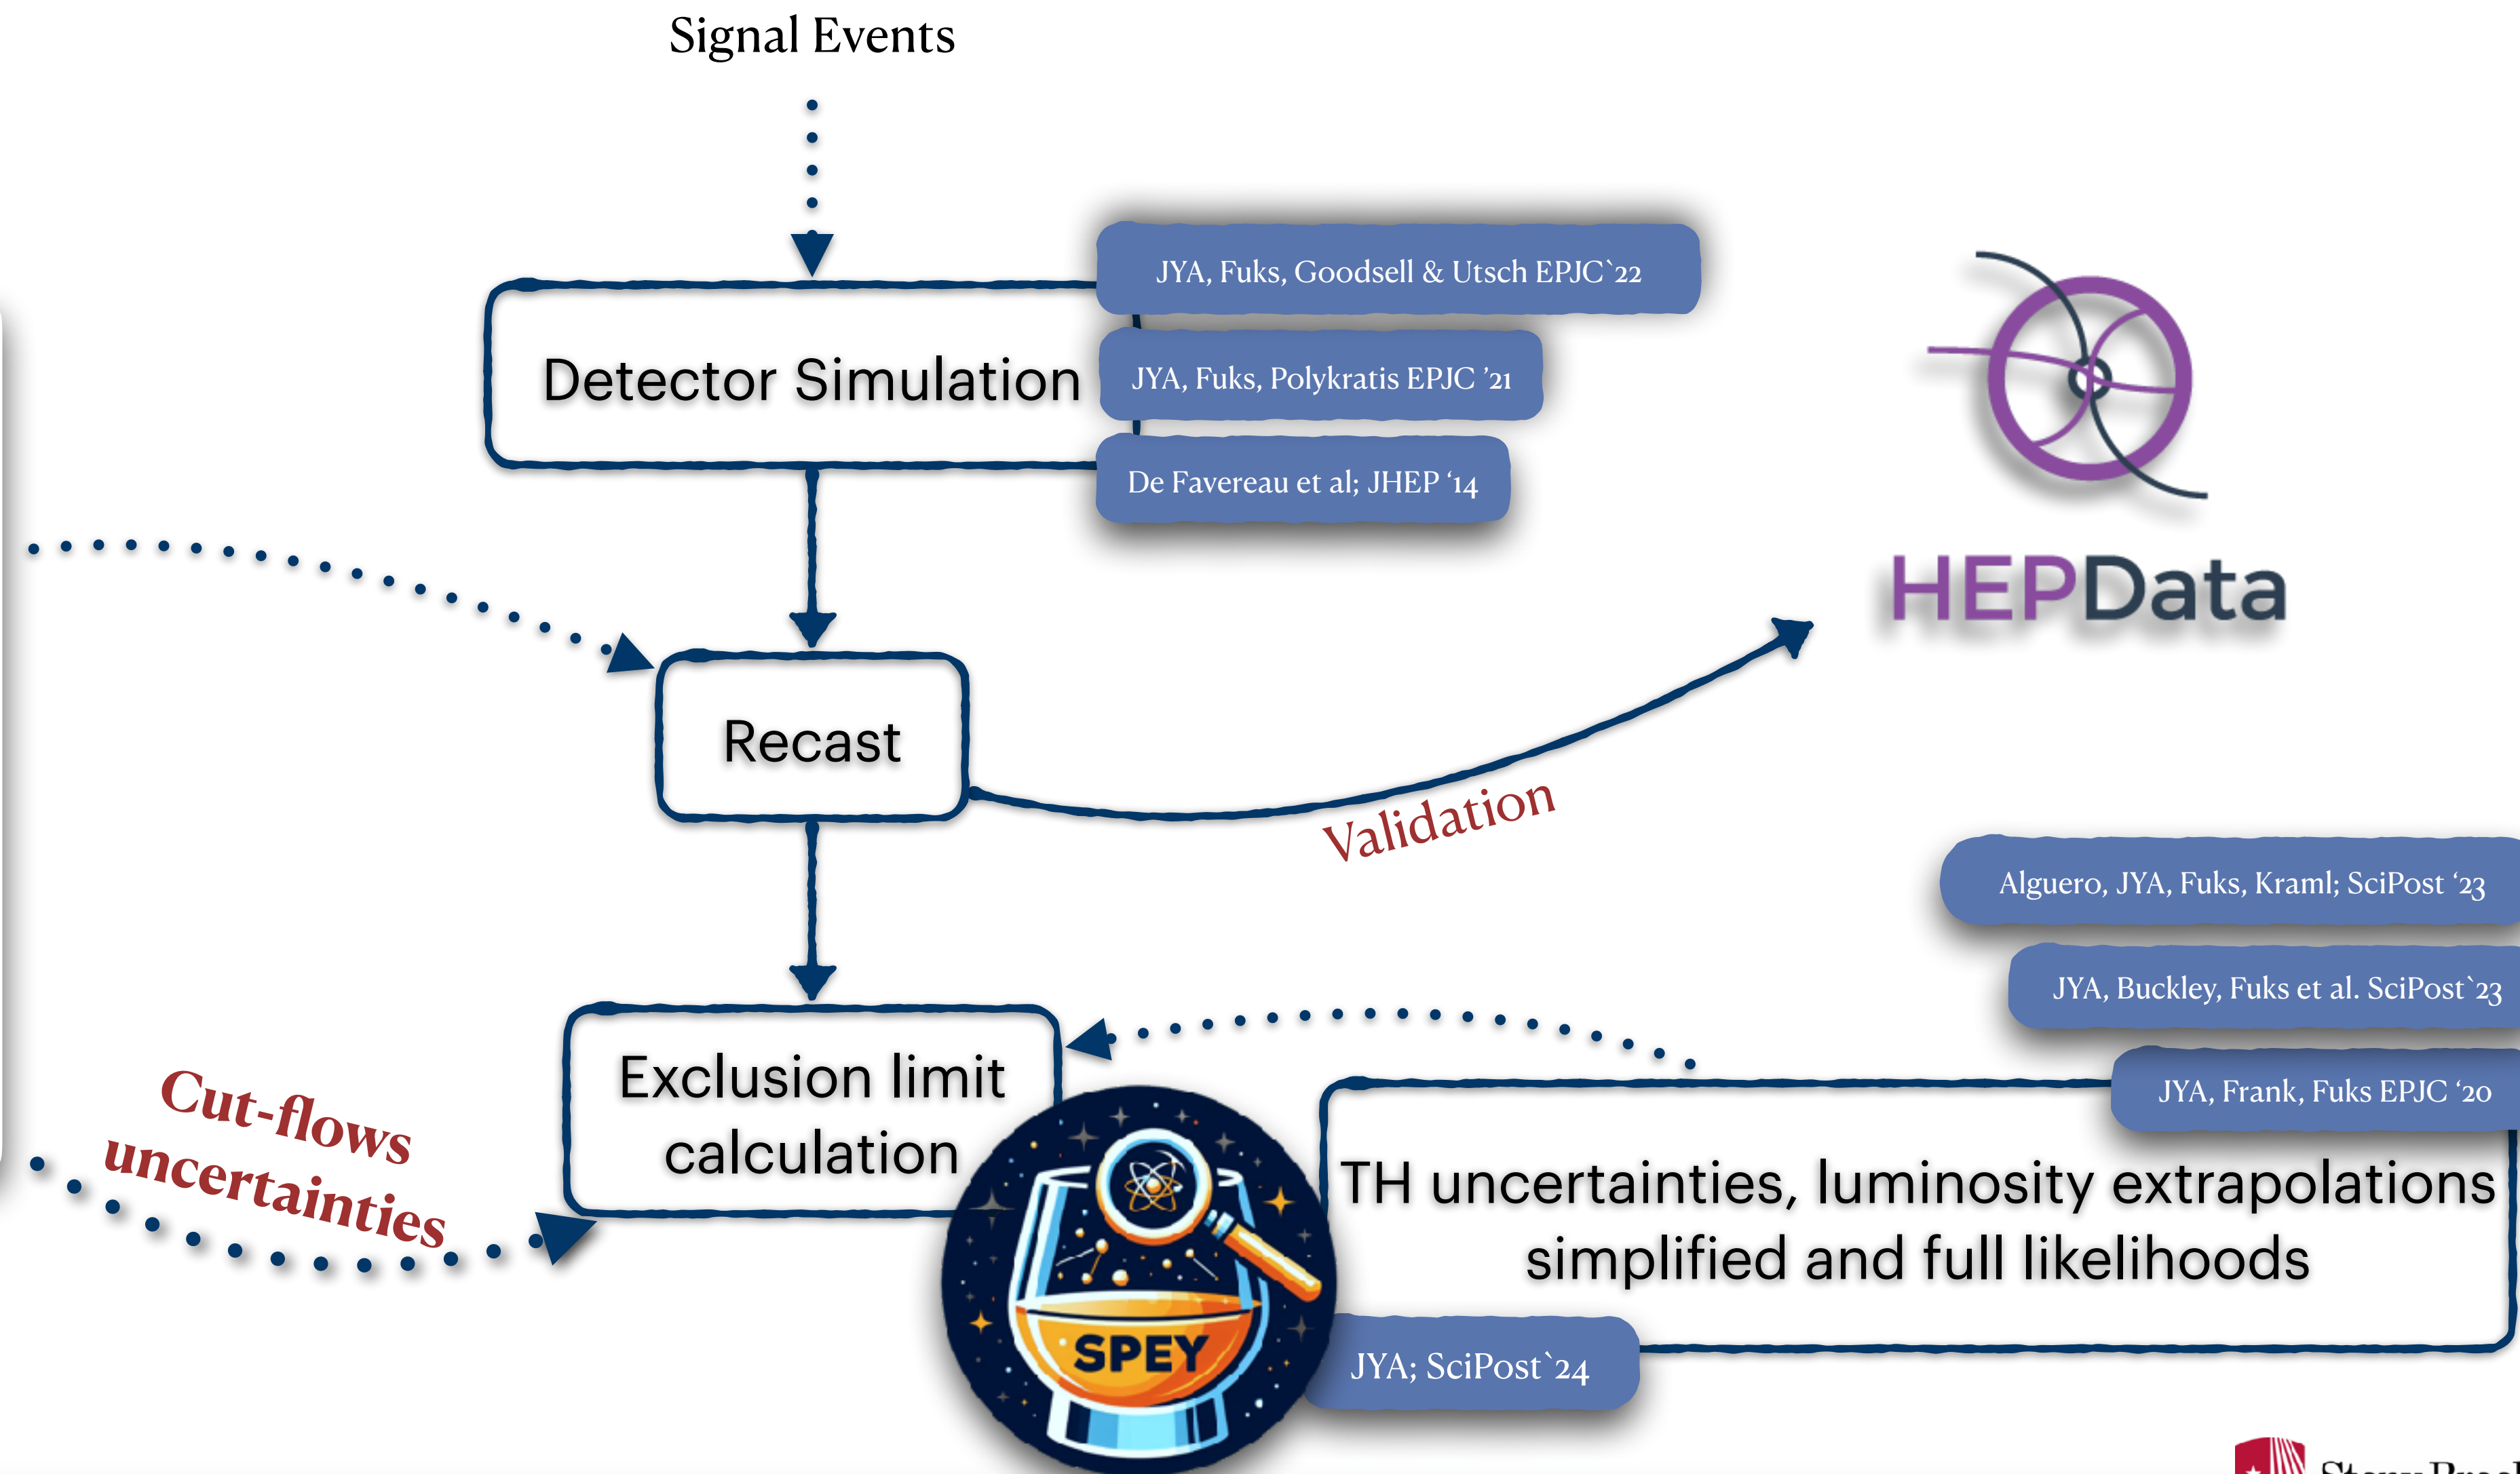 Signal Events
JYA, Fuks, Goodsell & Utsch EPJC`22
Detector Simulation
JYA, Fuks, Polykratis EPJC ’21
De Favereau et al; JHEP ‘14
HEPData
Recast
Validation
Alguero, JYA, Fuks, Kraml; SciPost ‘23
JYA, Buckley, Fuks et al. SciPost`23
JYA, Frank, Fuks EPJC ‘20
Exclusion limit
calculation
Cut-flows
uncertainties
TH uncertainties, luminosity extrapolations
simplified and full likelihoods
SPEY
JYA; SciPost`24